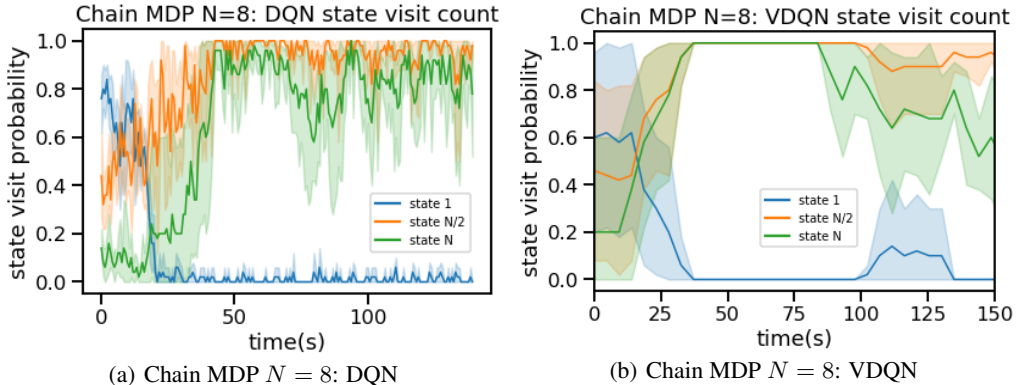 Chain MDP N=8: DQN state visit count
state visit probability
1.0
0.8
0.6
0.4
0.2
0.0
state 1
state N/2
state N
0
50
100
time(s)
(a) Chain MDP N = 8: DQN
Chain MDP N=8: VDQN state visit count
state visit probability
1.0
0.8
0.6
0.4
0.2
0.0
state 1
state N/2
state N
0
25
50
75
100
125
150
time(s)
(b) Chain MDP N = 8: VDQN